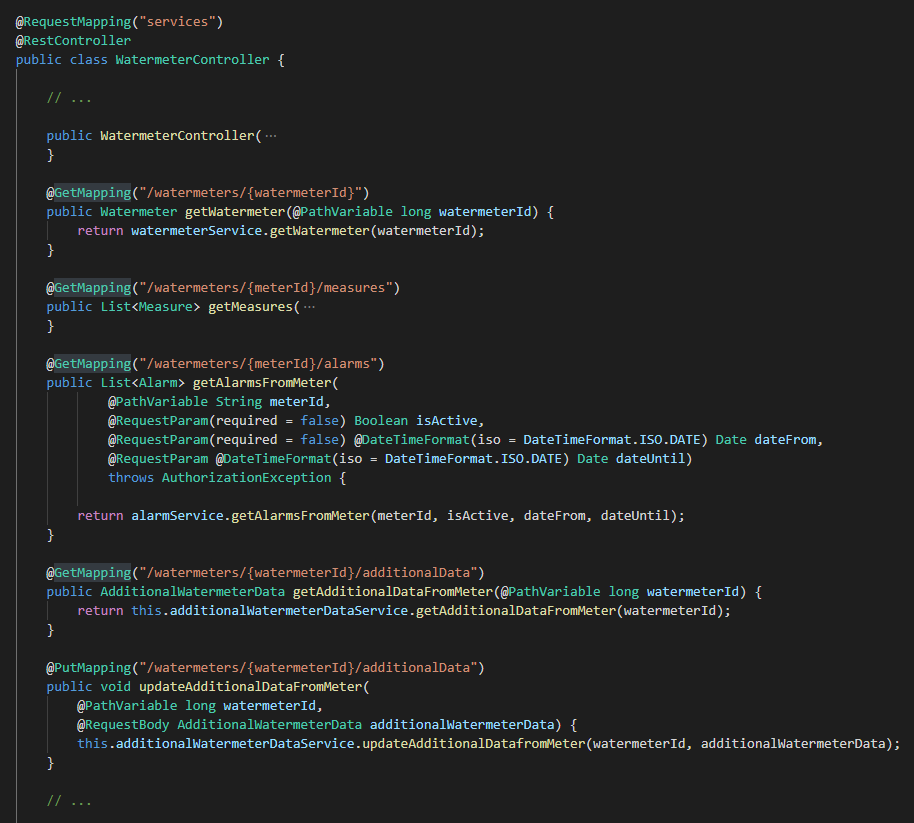 @RequestMapping("services")
@RestController
public class WatermeterController {
// ...
public WatermeterController(···
}
@GetMapping("/watermeters/{watermeterId}")
public Watermeter getWatermeter(@PathVariable long watermeterId) {
return watermeterService.getWatermeter(watermeterId);
}
@GetMapping("/watermeters/{meterId}/measures")
public List<Measure> getMeasures(···
}
@GetMapping("/watermeters/{meterId}/alarms")
public List<Alarm> getAlarmsFromMeter(
@PathVariable String meterId,
@RequestParam(required = false) Boolean isActive,
@RequestParam(required = false) @DateTimeFormat(iso = DateTimeFormat.ISO.DATE) Date dateFrom,
@RequestParam @DateTimeFormat(iso = DateTimeFormat.ISO.DATE) Date dateUntil)
throws AuthorizationException {
return alarmService.getAlarmsFromMeter(meterId, isActive, dateFrom, dateUntil);
}
@GetMapping("/watermeters/{watermeterId}/additionalData")
public AdditionalWatermeterData getAdditionalDataFromMeter(@PathVariable long watermeterId) {
return this.additionalWatermeterDataService.getAdditionalDataFromMeter(watermeterId);
}
@PutMapping("/watermeters/{watermeterId}/additionalData")
public void updateAdditionalDataFromMeter(
@PathVariable long watermeterId,
@RequestBody AdditionalWatermeterData additionalWatermeterData) {
this.additionalWatermeterDataService.updateAdditionalDatafromMeter(watermeterId, additionalWatermeterData);
}
// ...